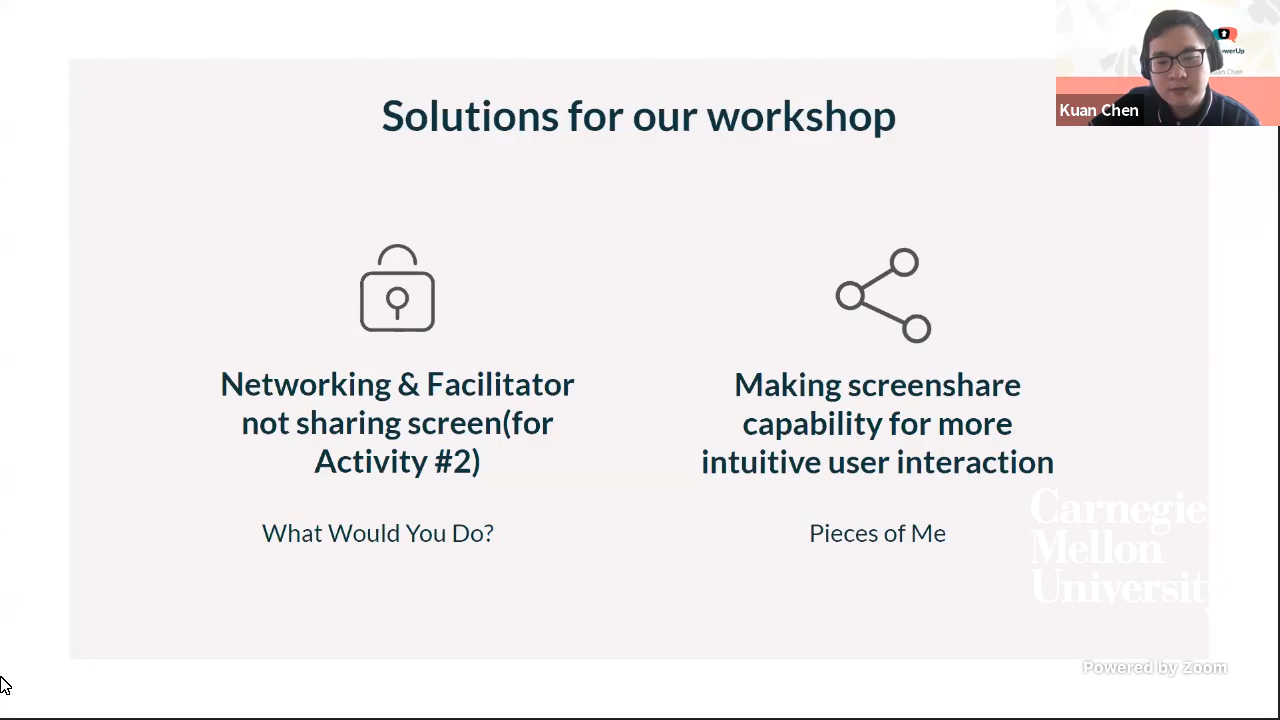 Solutions for our workshop
Kuan Chen
Networking & Facilitator
not sharing screen(for
Activity #2)
What Would You Do?
Making screenshare
capability for more
intuitive user interaction
Pieces of Me
Carnegie
Mellon
University
Powered by Zoom